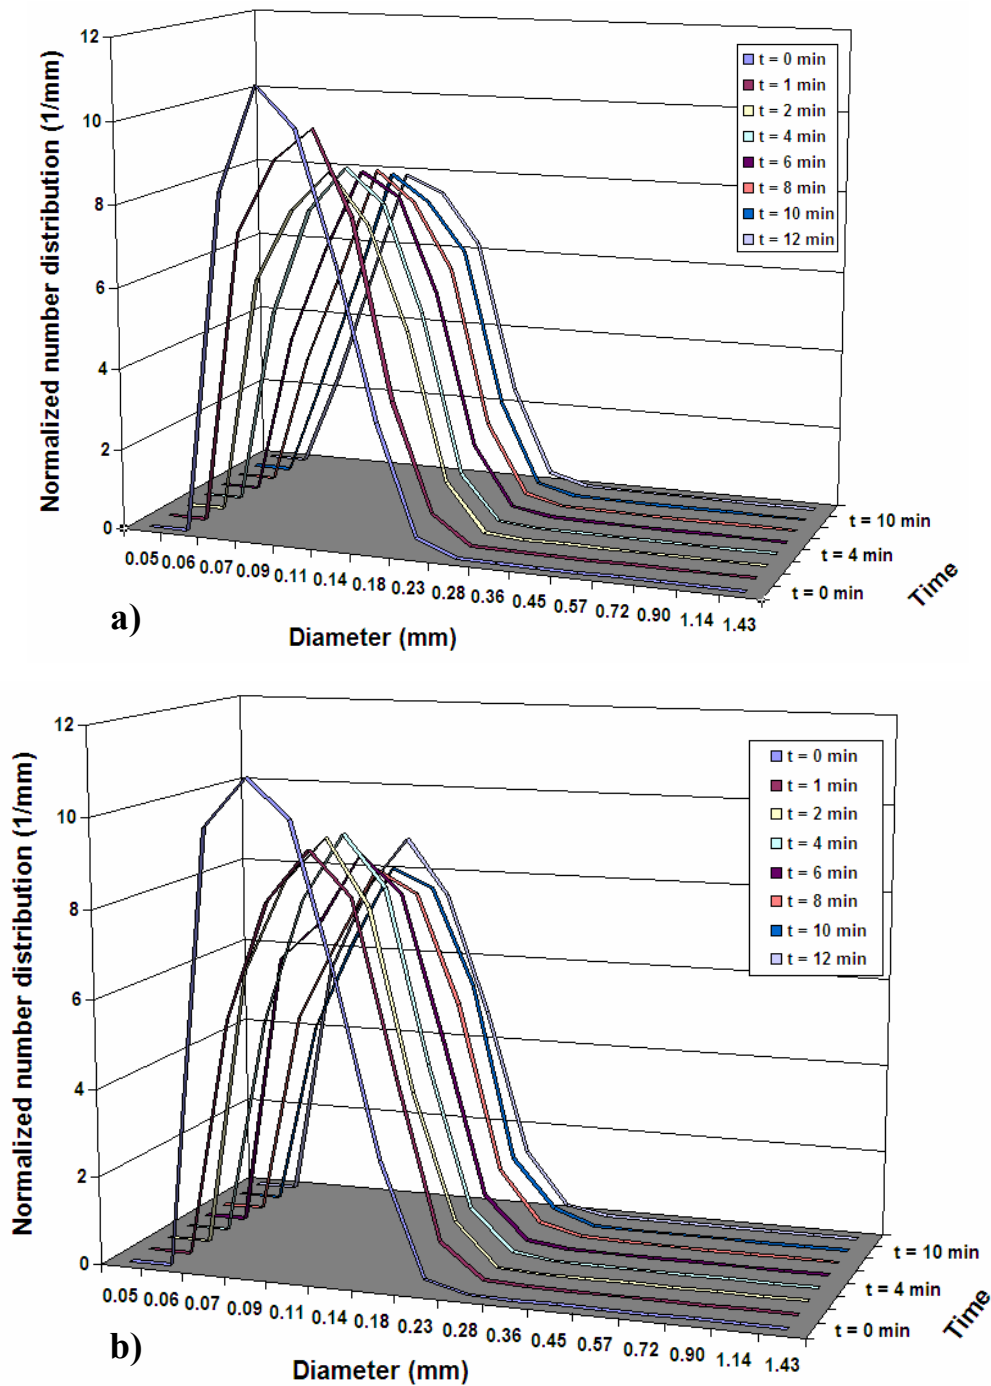 Normalized number distribution (1/mm)
12
10
8
6
4
2
0
t = 0 min
t = 1 min
t = 2 min
t = 4 min
t = 6 min
t = 8 min
t = 10 min
t = 12 min
0.05 0.06 0.07 0.09 0.11 0.14 0.18 0.23 0.28 0.36 0.45 0.57 0.72 0.90 1.14 1.43
t = 10 min
t = 4 min
t = 0 min
Time
a)
Diameter (mm)
Normalized number distribution (1/mm)
12
10
8
6
4
2
0
t = 0 min
t = 1 min
t = 2 min
t = 4 min
t = 6 min
t = 8 min
t = 10 min
t = 12 min
0.05 0.06 0.07 0.09 0.11 0.14 0.18 0.23 0.28 0.36 0.45 0.57 0.72 0.90 1.14 1.43
t = 10 min
t = 4 min
t = 0 min
Time
b)
Diameter (mm)